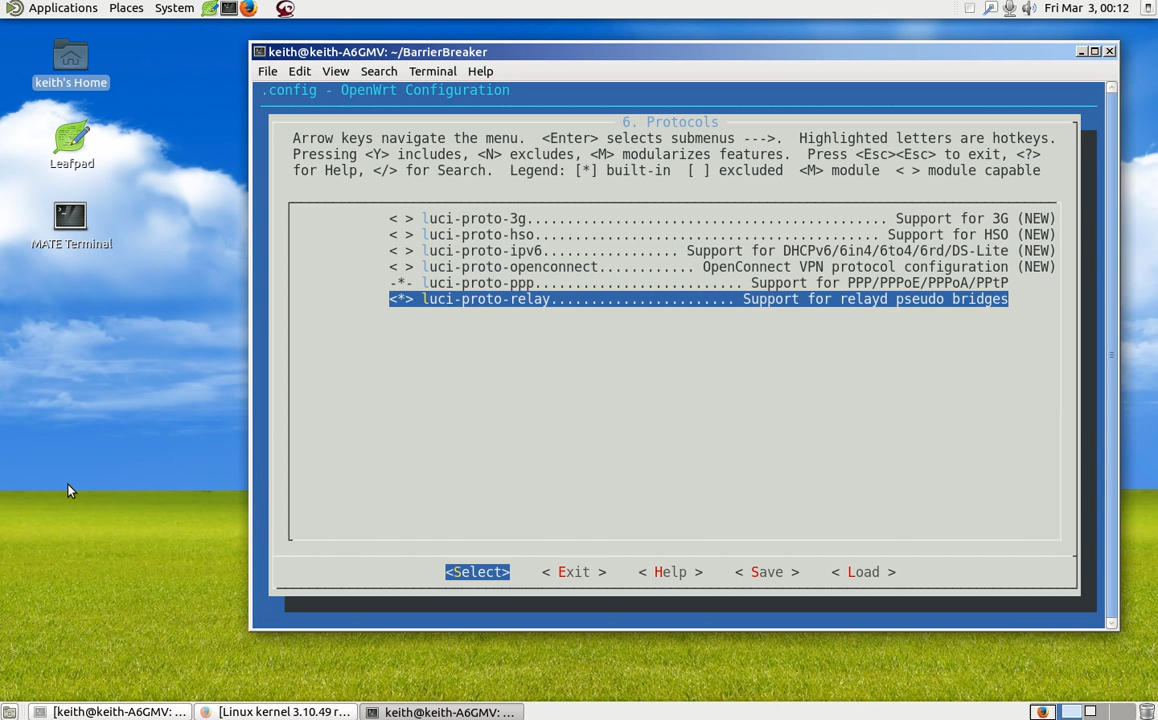 Applications Places System
Fri Mar 3, 00:12
keith's Home
Leafpad
MATE Terminal
keith@keith-A6GMV: ~/BarrierBreaker
File Edit View Search Terminal Help
.config - OpenWrt Configuration
6. Protocols
Arrow keys navigate the menu. <Enter> selects submenus --->. Highlighted letters are hotkeys.
Pressing <Y> includes, <N> excludes, <M> modularizes features. Press <Esc><Esc> to exit, <?>
for Help, </> for Search. Legend: [*] built-in [ ] excluded <M> module < > module capable
< > luci-proto-3g............................................. Support for 3G (NEW)
< > luci-proto-hso........................................... Support for HSO (NEW)
< > luci-proto-ipv6................. Support for DHCPv6/6in4/6to4/6rd/DS-Lite (NEW)
< > luci-proto-openconnect............ OpenConnect VPN protocol configuration (NEW)
-*- luci-proto-ppp.......................... Support for PPP/PPPoE/PPPoA/PPtP
<*> luci-proto-relay....................... Support for relayd pseudo bridges
<Select> < Exit > < Help > < Save > < Load >
[keith@keith-A6GMV: ... [Linux kernel 3.10.49 r... keith@keith-A6GMV: ...